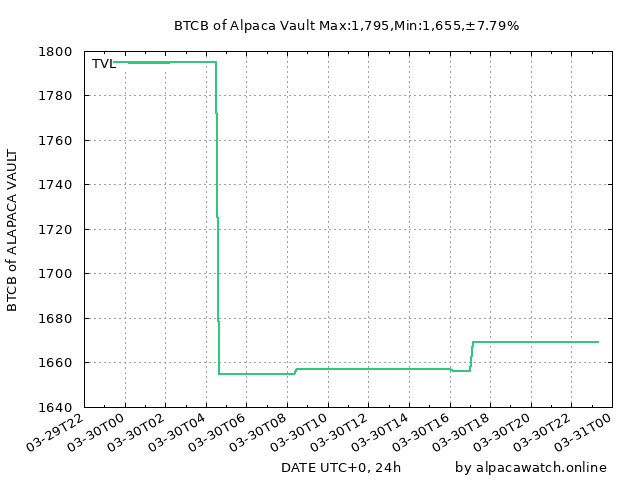 BTCB of Alpaca Vault Max:1,795,Min:1,655,±7.79%
TVL
1800
1780
1760
1740
1720
1700
1680
1660
1640
BTCB of ALAPACA VAULT
03-29T22
03-30T00
03-30T02
03-30T04
03-30T06
03-30T08
03-30T10
03-30T12
03-30T14
03-30T16
03-30T18
03-30T20
03-30T22
03-31T00
DATE UTC+0, 24h
by alpacawatch.online